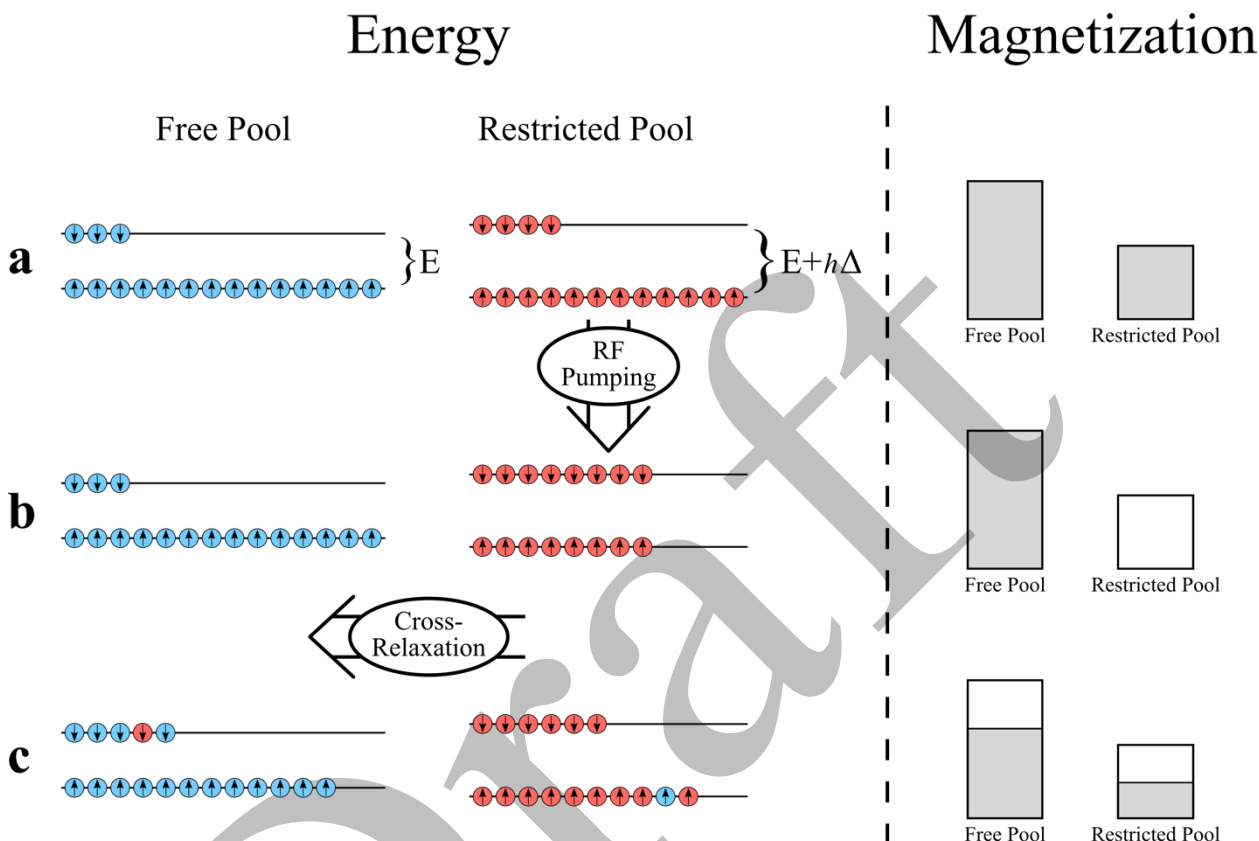 Energy
Magnetization
Free Pool
Restricted Pool
a
}E
}E+hΔ
Free Pool
Restricted Pool
RF
Pumping
b
Free Pool
Restricted Pool
Cross-
Relaxation
c
Free Pool
Restricted Pool
Draft